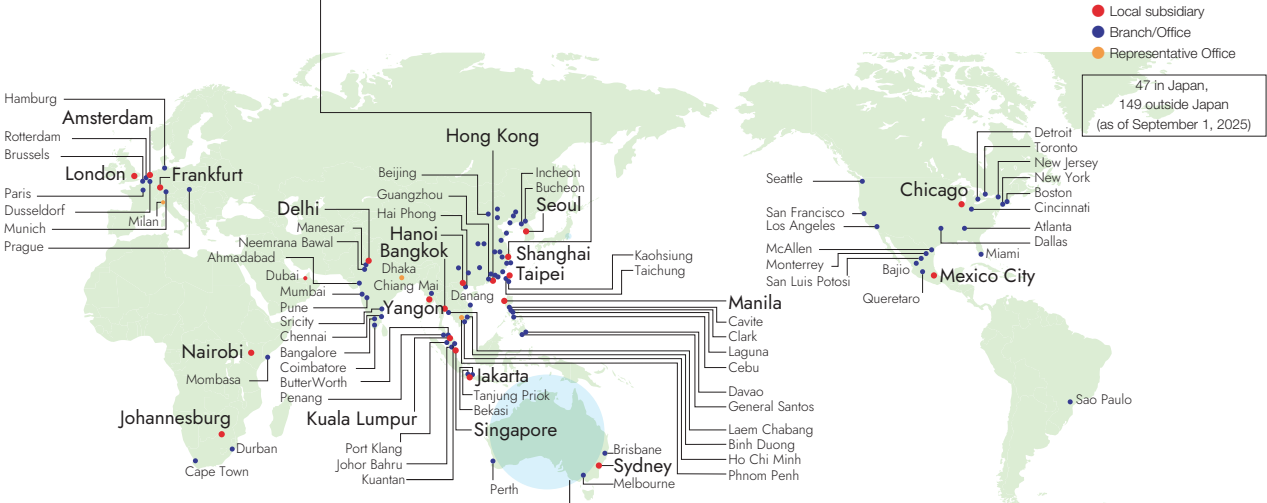 Local subsidiary
Branch/Office
Representative Office
47 in Japan,
149 outside Japan
(as of September 1, 2025)
Hamburg
Amsterdam
Rotterdam
Brussels
London
Frankfurt
Paris
Dusseldorf
Milan
Munich
Prague
Hong Kong
Beijing
Incheon
Guangzhou
Bucheon
Seoul
Delhi
Hai Phong
Manesar
Hanoi
Neemrana Bawal
Bangkok
Shanghai
Ahmadabad
Kaohsiung
Dhaka
Taipei
Taichung
Dubai
Chiang Mai
Mumbai
Danang
Manila
Pune
Yangon
Sricity
Cavite
Chennai
Clark
Nairobi
Bangalore
Laguna
Coimbatore
Cebu
Mombasa
ButterWorth
Jakarta
Penang
Davao
Tanjung Priok
General Santos
Johannesburg
Kuala Lumpur
Bekasi
Singapore
Laem Chabang
Durban
Port Klang
Binh Duong
Brisbane
Cape Town
Johor Bahru
Sydney
Ho Chi Minh
Kuantan
Phnom Penh
Perth
Melbourne
Detroit
Toronto
New Jersey
Seattle
New York
Chicago
Boston
San Francisco
Cincinnati
Los Angeles
Atlanta
Dallas
McAllen
Miami
Monterrey
Bajio
San Luis Potosi
Mexico City
Queretaro
Sao Paulo